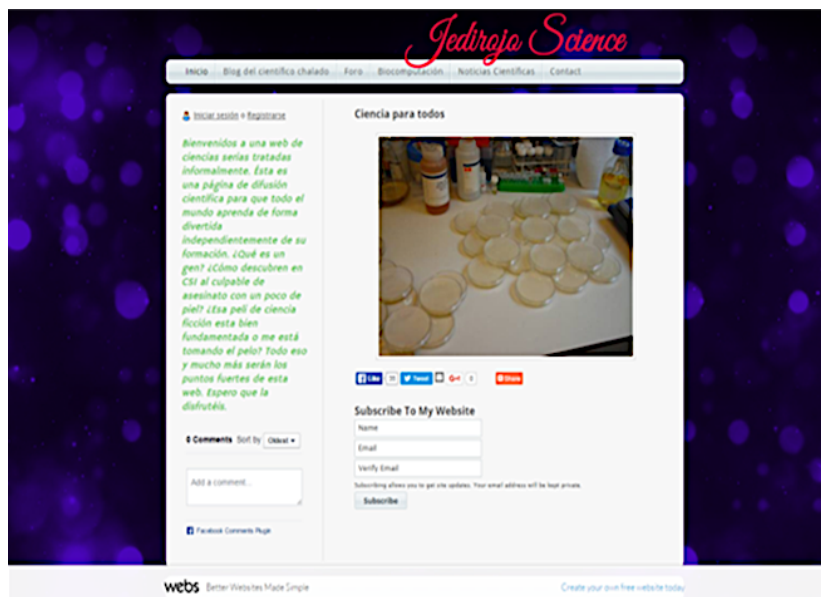 Jedirojo Science
Inicio Blog del científico chalado Foro Biocomputación Noticias Científicas Contact
Iniciar sesión o Registrarse
Bienvenidos a una web de
ciencias serias tratadas
informalmente. Esta es
una página de difusión
científica para que todo el
mundo aprenda de forma
divertida
independientemente de su
formación. ¿Qué es un
gen? ¿Cómo descubren en
CSI al culpable de
asesinato con un poco de
piel? ¿Esa peli de ciencia
ficción esta bien
fundamentada o me está
tomando el pelo? Todo eso
y mucho más serán los
puntos fuertes de esta
web. Espero que la
disfrutéis.
0 Comments Sort by Oldest
Add a comment...
Facebook Comments Plugin
Ciencia para todos
Like Tweet G+1 0 Share
Subscribe To My Website
Name
Email
Verify Email
Subscribing allows you to get site updates. Your email address will be kept private.
Subscribe
webs Better Websites Made Simple
Create your own free website today